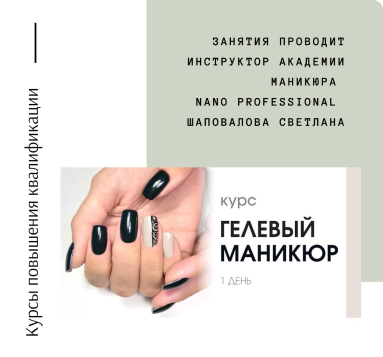 Курсы повышения квалификации
ЗАНЯТИЯ ПРОВОДИТ
ИНСТРУКТОР АКАДЕМИИ
МАНИКЮРА
NANO PROFESSIONAL
ШАПОВАЛОВА СВЕТЛАНА
курс
ГЕЛЕВЫЙ
МАНИКЮР
1 ДЕНЬ